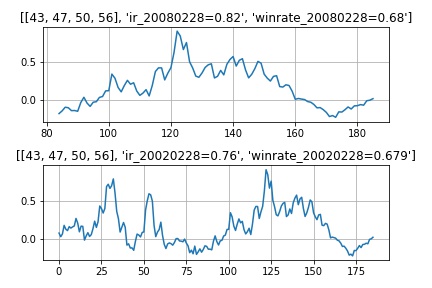 [[43, 47, 50, 56], 'ir_20080228=0.82', 'winrate_20080228=0.68']
0.5
0.0
80 100 120 140 160 180
[[43, 47, 50, 56], 'ir_20020228=0.76', 'winrate_20020228=0.679']
0.5
0.0
0 25 50 75 100 125 150 175